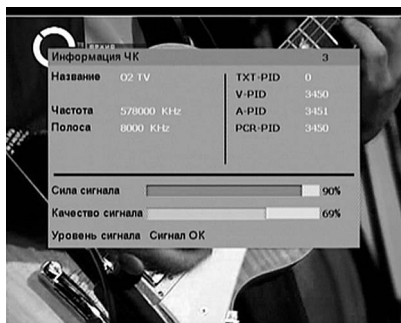 Информация ЧК 3
Название O2 TV TXT-PID 0
V-PID 3450
Частота 578000 KHz A-PID 3451
Полоса 8000 KHz PCR-PID 3450
Сила сигнала 90%
Качество сигнала 69%
Уровень сигнала Сигнал ОК